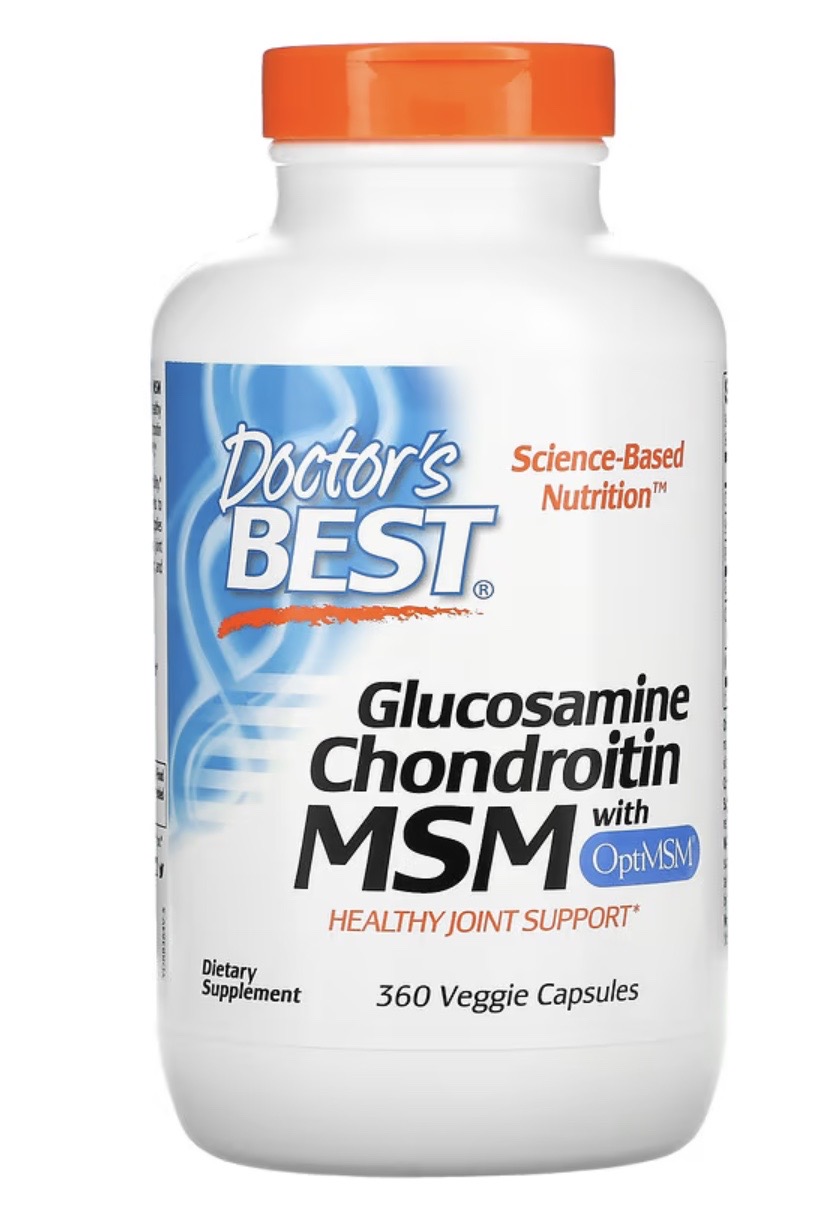 Doctor's
BEST®
Science-Based
Nutrition™
Glucosamine
Chondroitin
MSM with
OptiMSM®
HEALTHY JOINT SUPPORT*
Dietary
Supplement
360 Veggie Capsules